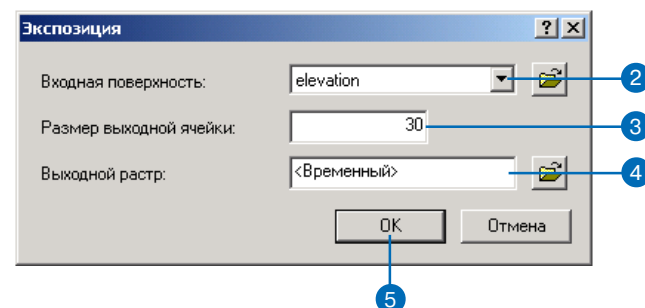 Экспозиция
Входная поверхность: elevation 2
Размер выходной ячейки: 30 3
Выходной растр: <Временный> 4
OK Отмена
5